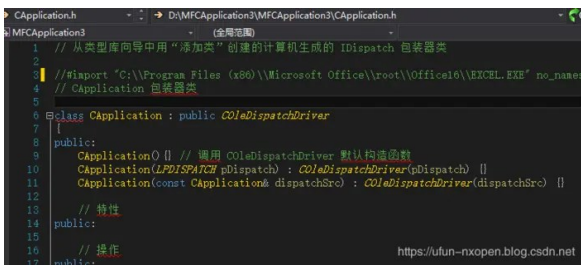 CApplication.h
D:\MFCApplication3\MFCApplication3\CApplication.h
MFCApplication3
(全局范围)
1 // 从类型库向导中用“添加类”创建的计算机生成的 IDispatch 包装器类
2
3 //#import "C:\\Program Files (x86)\\Microsoft Office\\root\\Office16\\EXCEL.EXE" no_names
4 // CApplication 包装器类
5
6 class CApplication : public COleDispatchDriver
7 {
8 public:
9 CApplication() {} // 调用 COleDispatchDriver 默认构造函数
10 CApplication(LPDISPATCH pDispatch) : COleDispatchDriver(pDispatch) {}
11 CApplication(const CApplication& dispatchSrc) : COleDispatchDriver(dispatchSrc) {}
12
13 // 特性
14 public:
15
16 // 操作
17 public:
https://ufun-nxopen.blog.csdn.net